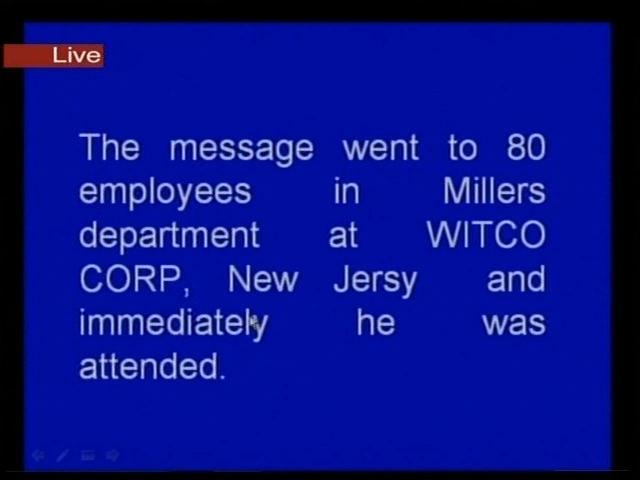 Live
The message went to 80
employees in Millers
department at WITCO
CORP, New Jersy and
immediately he was
attended.